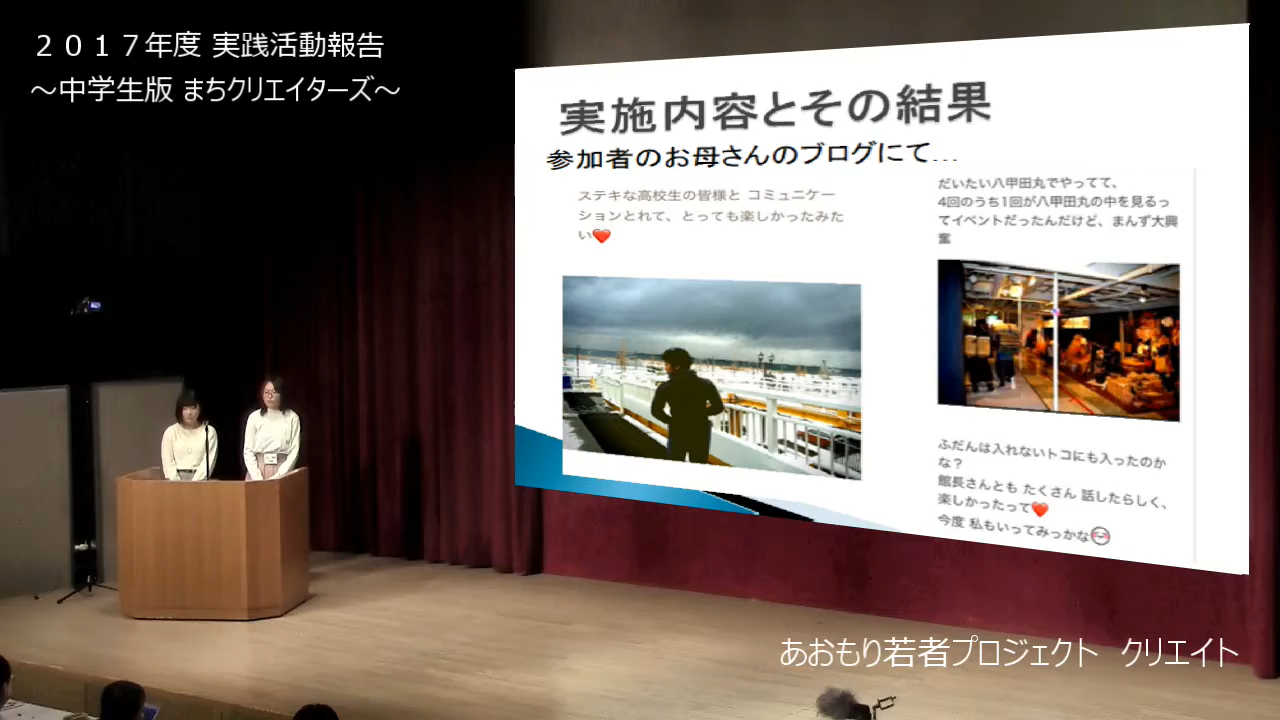 ２０１７年度 実践活動報告
～中学生版 まちクリエイターズ～
実施内容とその結果
参加者のお母さんのブログにて…
ステキな高校生の皆様と コミュニケー
ションとれて、とっても楽しかったみた
い❤️
だいたい八甲田丸でやってて、
4回のうち1回が八甲田丸の中を見るっ
てイベントだったんだけど、まんず大興
奮
ふだんは入れないトコにも入ったのか
な？
館長さんとも たくさん 話したらしく、
楽しかったって❤️
今度 私もいってみっかな
あおもり若者プロジェクト クリエイト